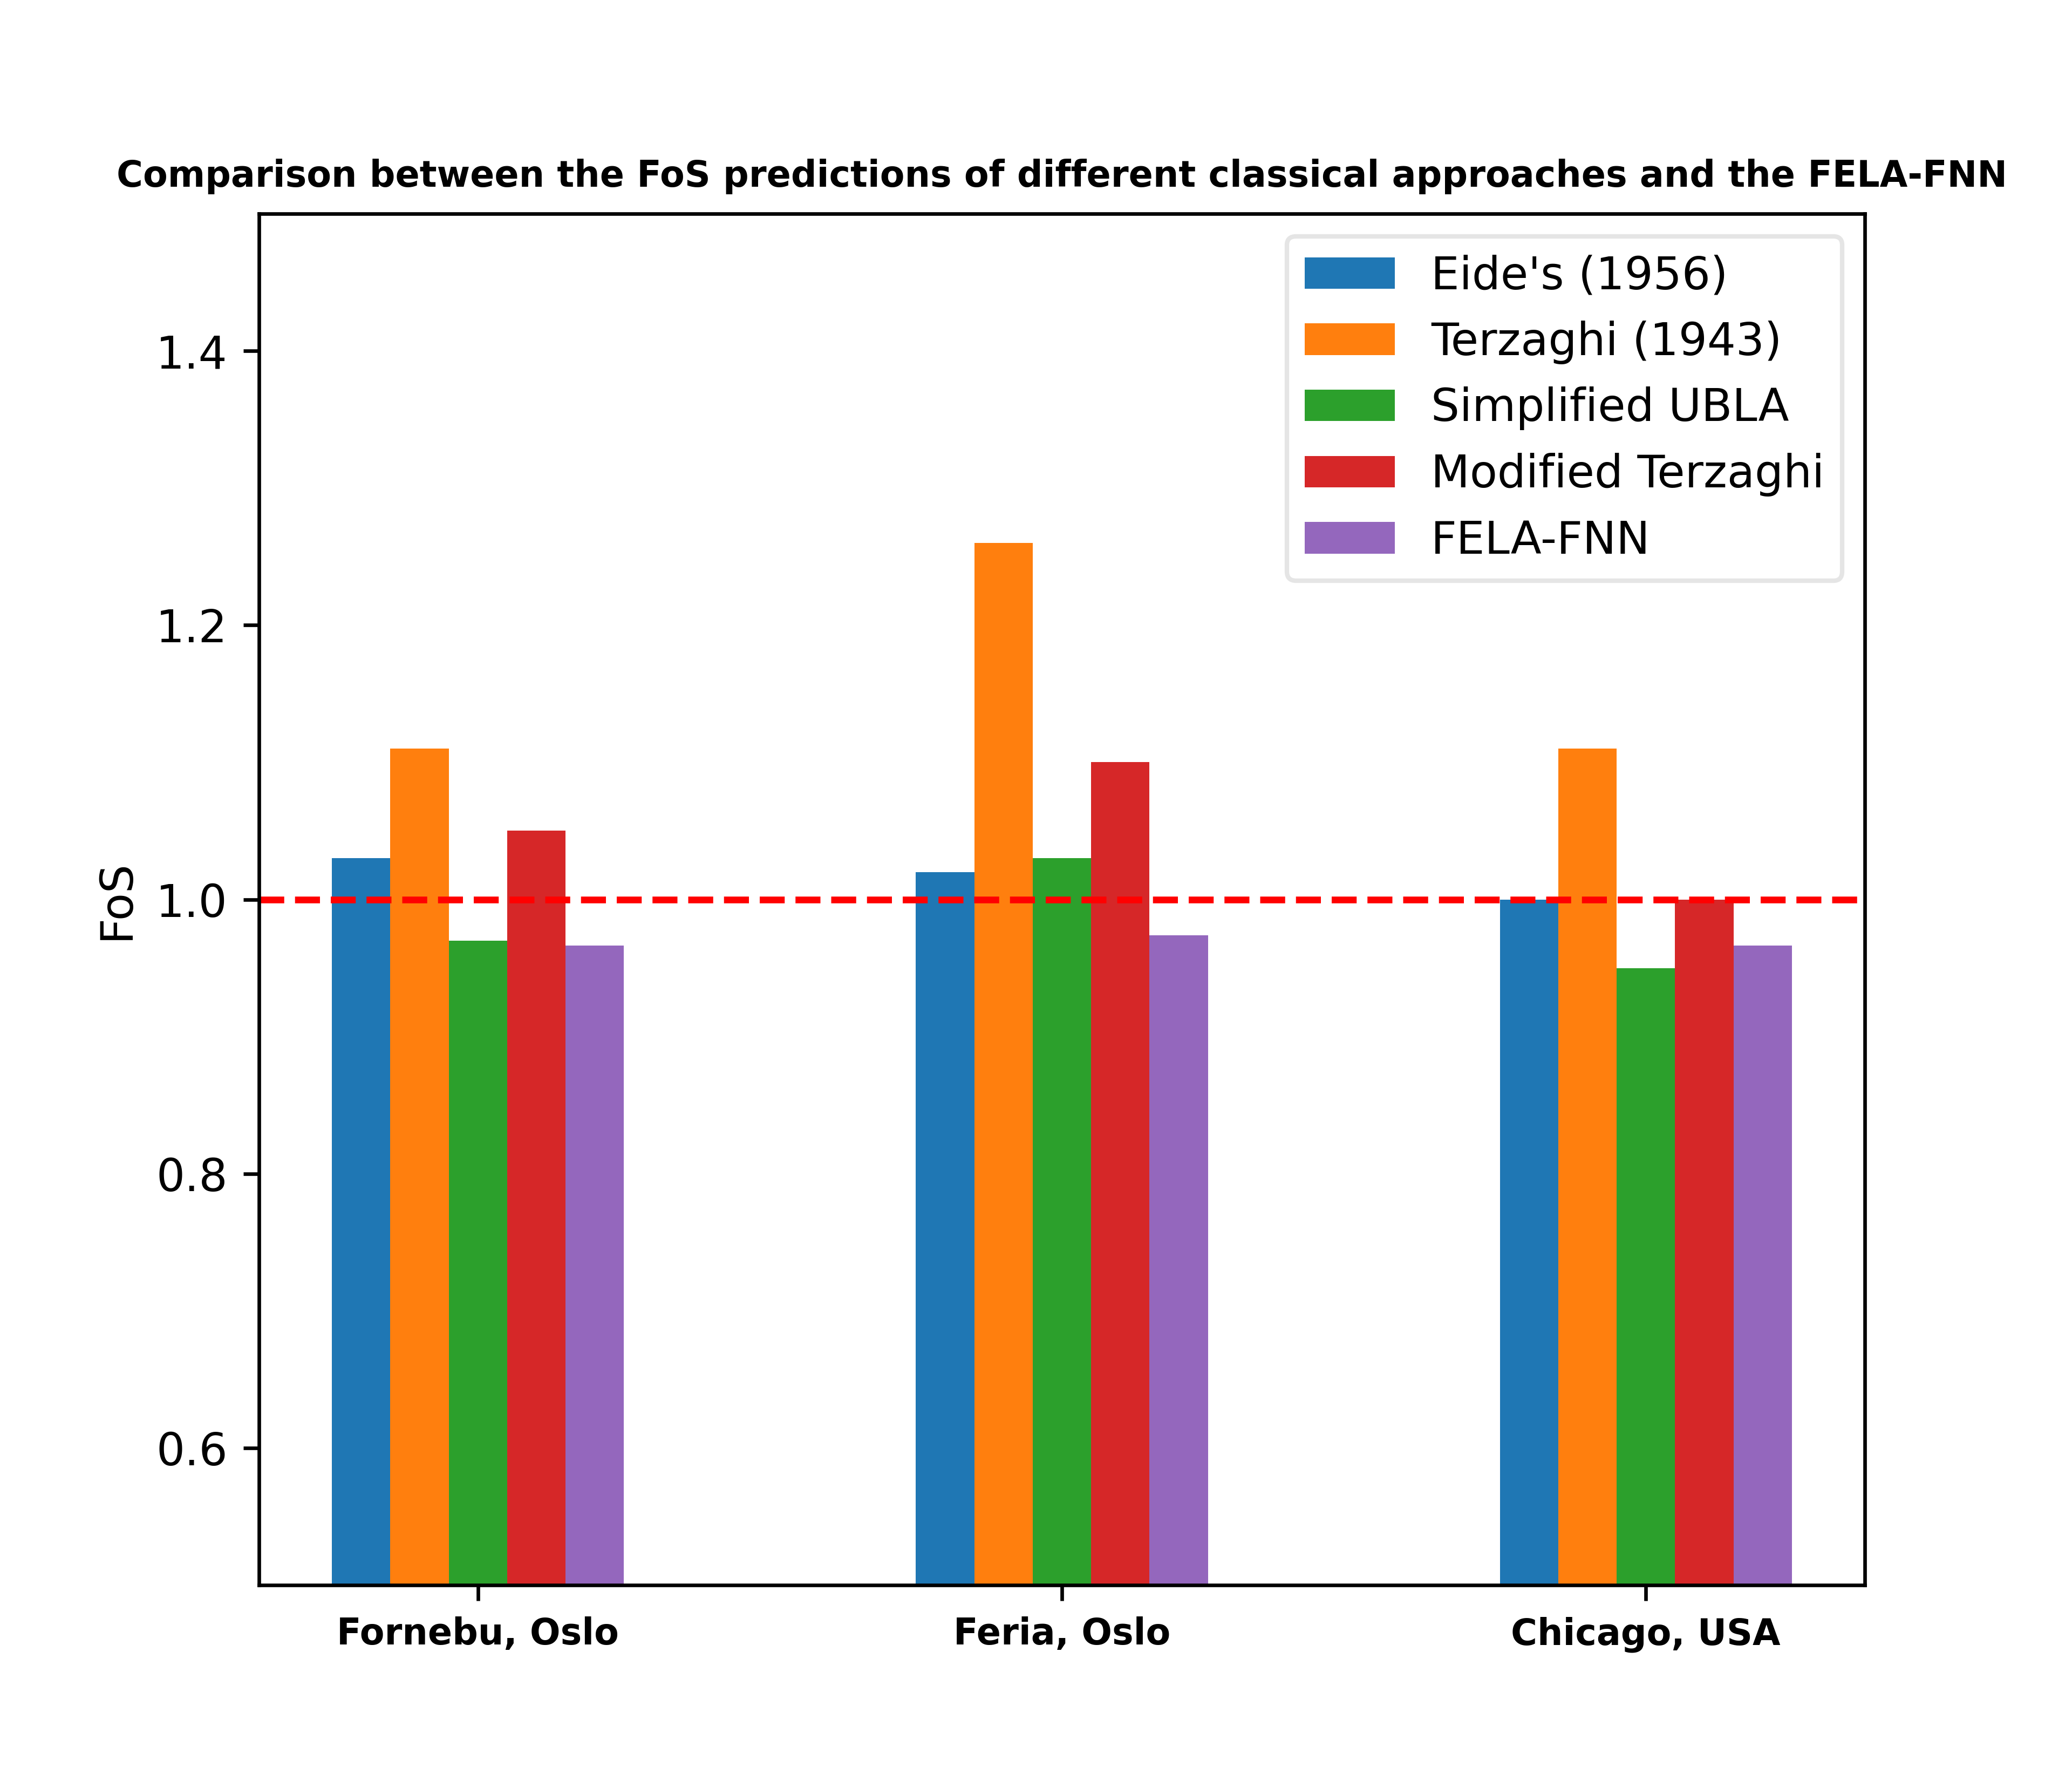 Comparison between the FoS predictions of different classical approaches and the FELA-FNN
Eide's (1956)
Terzaghi (1943)
Simplified UBLA
Modified Terzaghi
FELA-FNN
1.4
1.2
1.0
0.8
0.6
FoS
Fornebu, Oslo
Feria, Oslo
Chicago, USA